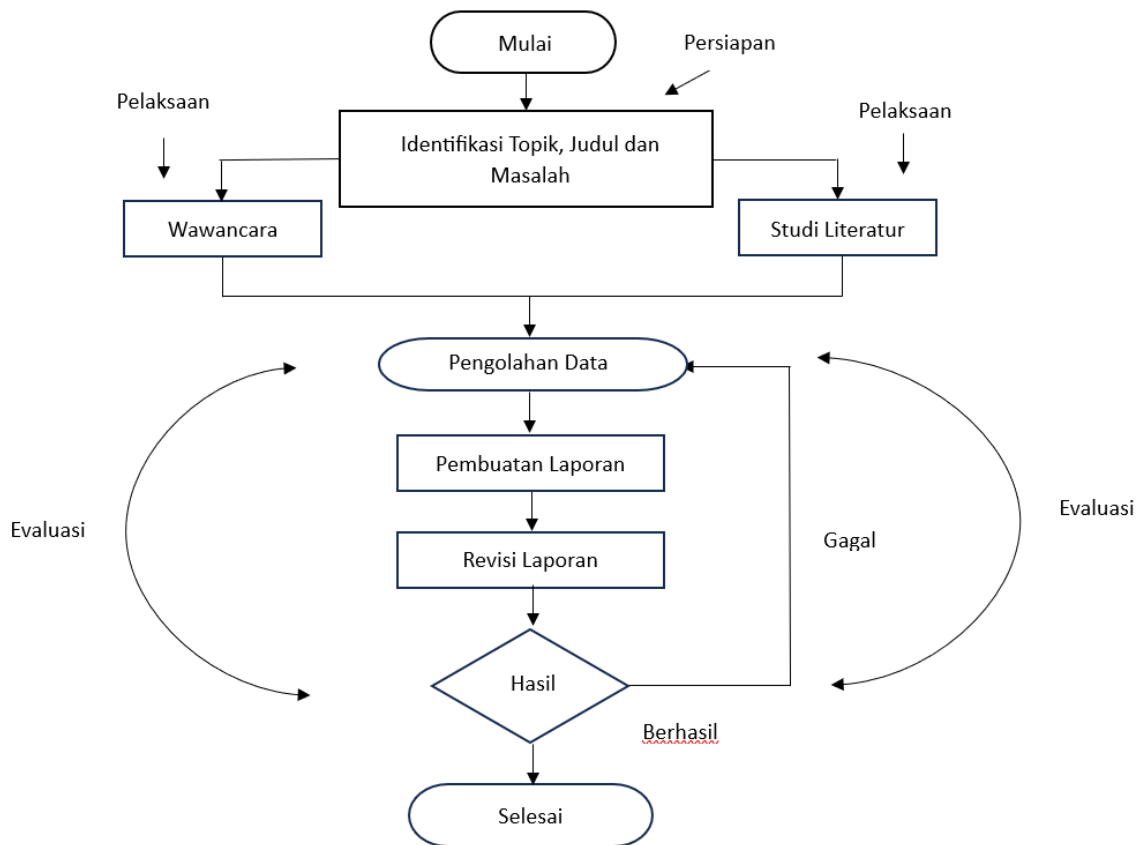 Mulai
Persiapan
Pelaksaan
Pelaksaan
Identifikasi Topik, Judul dan
Masalah
Wawancara
Studi Literatur
Pengolahan Data
Pembuatan Laporan
Evaluasi
Evaluasi
Gagal
Revisi Laporan
Hasil
Berhasil
Selesai